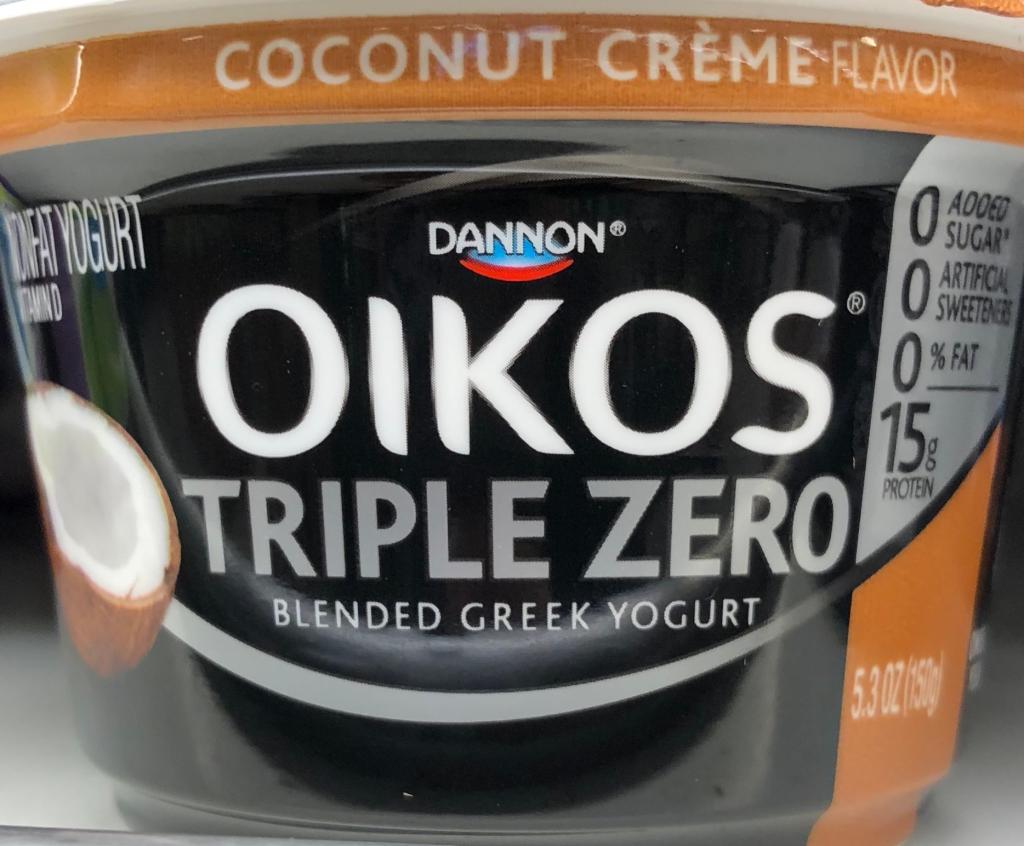 COCONUT CRÈME FLAVOR
YOGURT
DANNON®
OIKOS®
TRIPLE ZERO
BLENDED GREEK YOGURT
0 ADDED
SUGAR*
0 ARTIFICIAL
SWEETENERS
0 % FAT
15g
PROTEIN
5.3 OZ (150g)